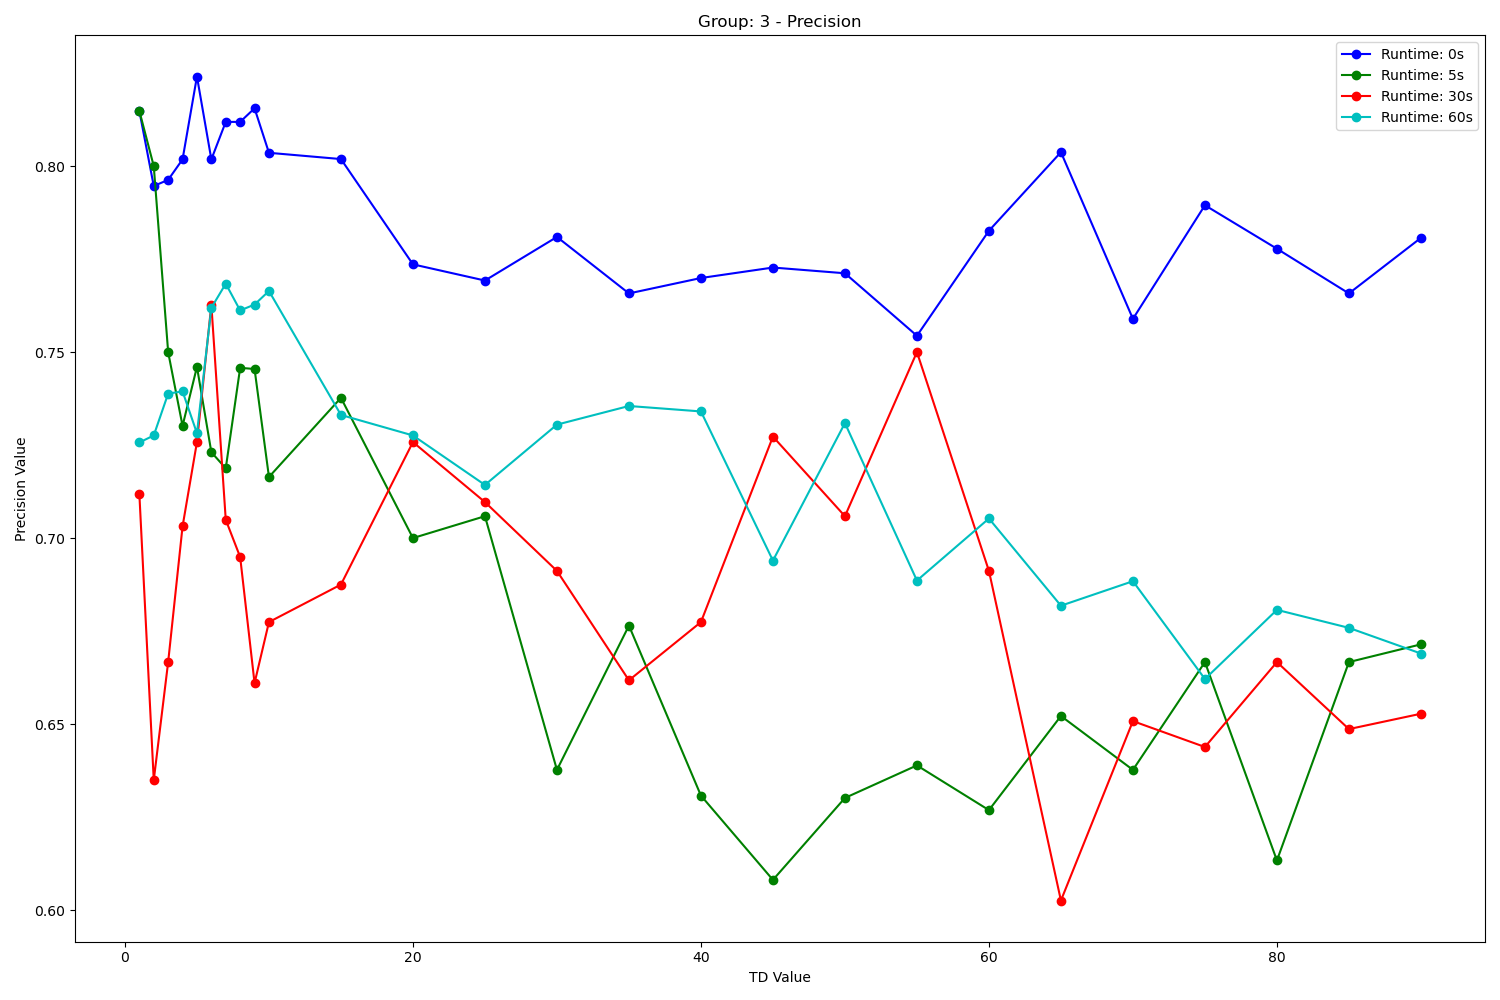 Group: 3 - Precision
Runtime: 0s
Runtime: 5s
Runtime: 30s
Runtime: 60s
0.80
0.75
0.70
0.65
0.60
Precision Value
0 20 40 60 80
TD Value